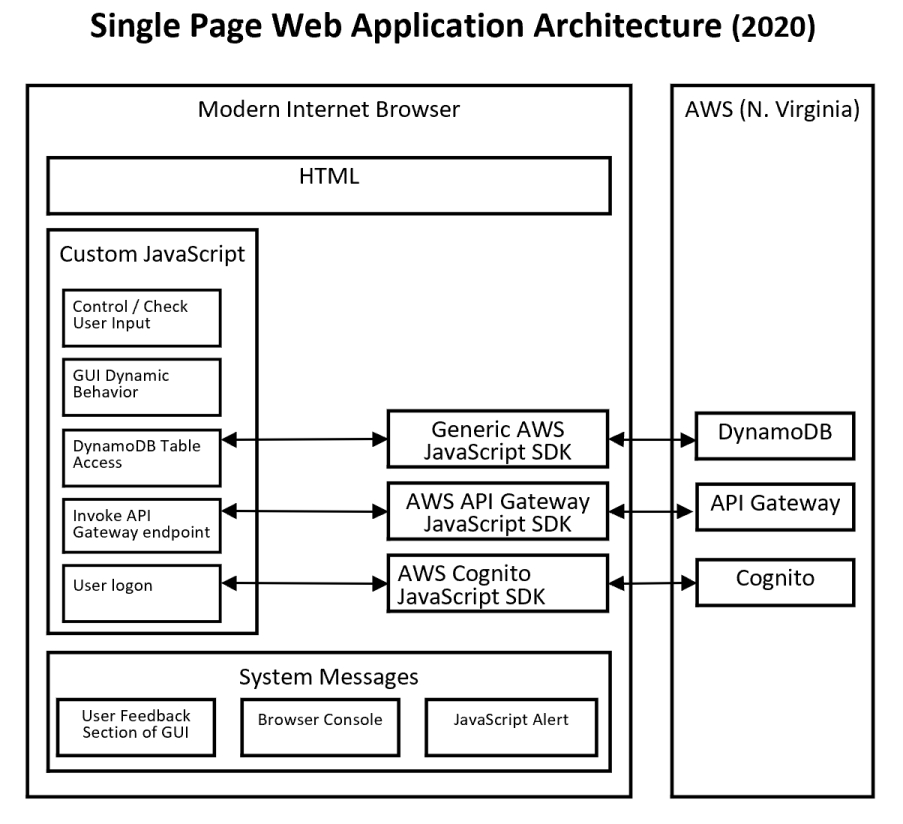 Single Page Web Application Architecture (2020)
Modern Internet Browser
AWS (N. Virginia)
HTML
Custom JavaScript
Control / Check
User Input
GUI Dynamic
Behavior
DynamoDB Table
Access
Invoke API
Gateway endpoint
User logon
Generic AWS
JavaScript SDK
AWS API Gateway
JavaScript SDK
AWS Cognito
JavaScript SDK
DynamoDB
API Gateway
Cognito
System Messages
User Feedback
Section of GUI
Browser Console
JavaScript Alert